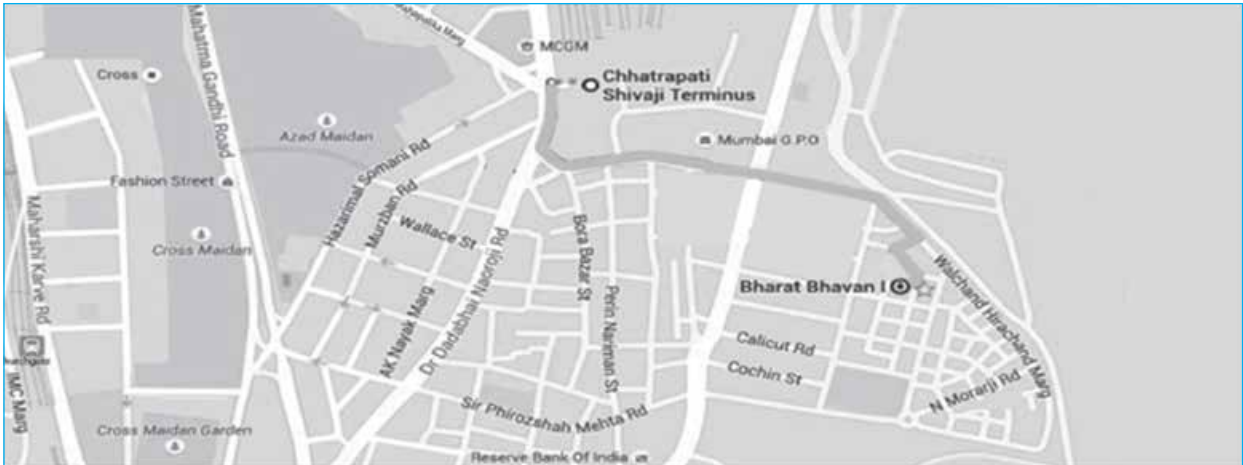 Mahapalika Marg
MCGM
Chhatrapati
Shivaji Terminus
Cross
Mahatma Gandhi Road
Azad Maidan
Mumbai G.P.O
Hazarimal Somani Rd
Murzban Rd
Fashion Street
Wallace St
Cross Maidan
Maharshi Karve Rd
Dr Dadabhai Naoroji Rd
Bora Bazar St
Perin Nariman St
Walchand Hirachand Marg
Bharat Bhavan I
AK Nayak Marg
Calicut Rd
Cochin St
N Morarji Rd
JMC Marg
Sir Phirozshah Mehta Rd
Cross Maidan Garden
Reserve Bank Of India